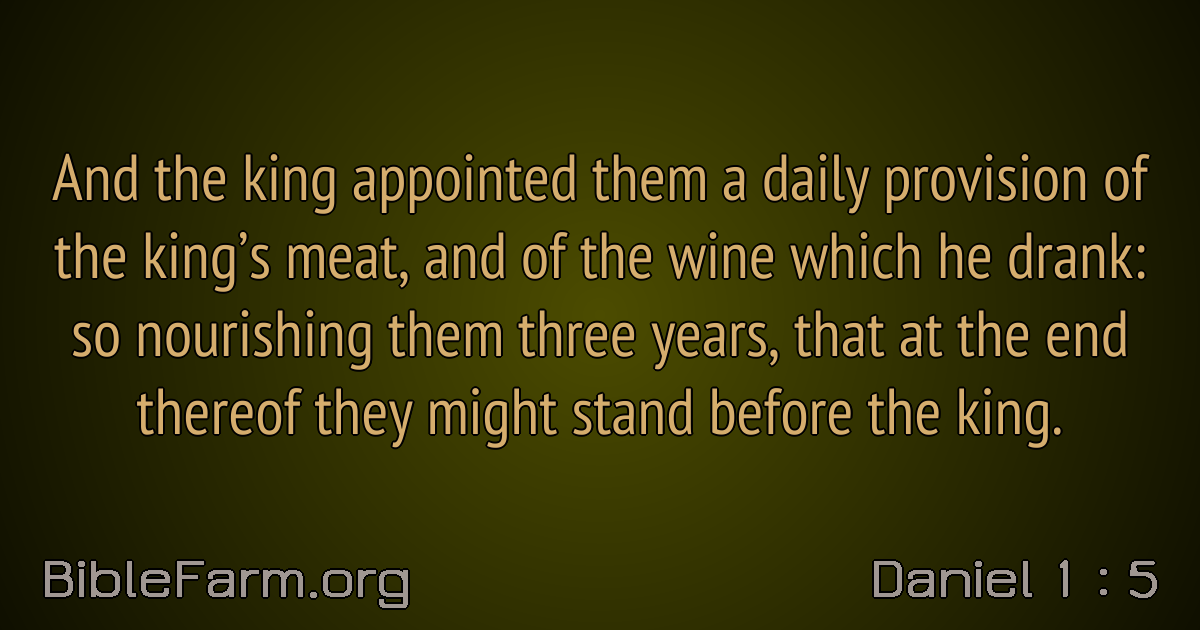 And the king appointed them a daily provision of
the king’s meat, and of the wine which he drank:
so nourishing them three years, that at the end
thereof they might stand before the king.
BibleFarm.org
Daniel 1 : 5